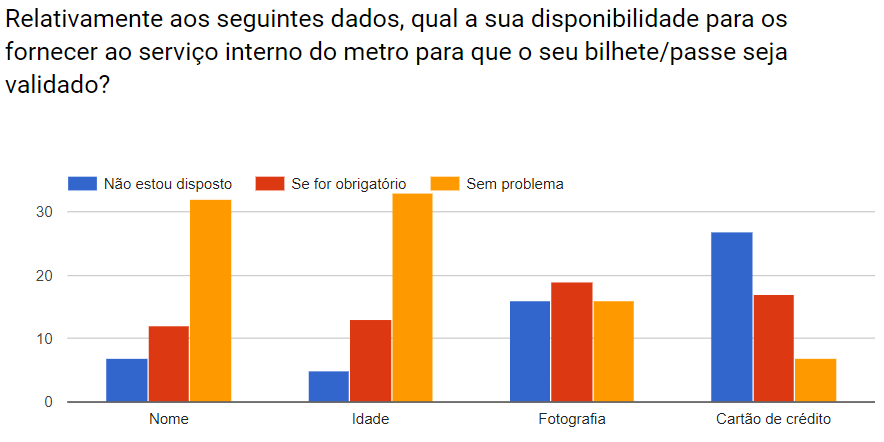 Relativamente aos seguintes dados, qual a sua disponibilidade para os
fornecer ao serviço interno do metro para que o seu bilhete/passe seja
validado?
Não estou disposto Se for obrigatório Sem problema
30
20
10
0
Nome Idade Fotografia Cartão de crédito